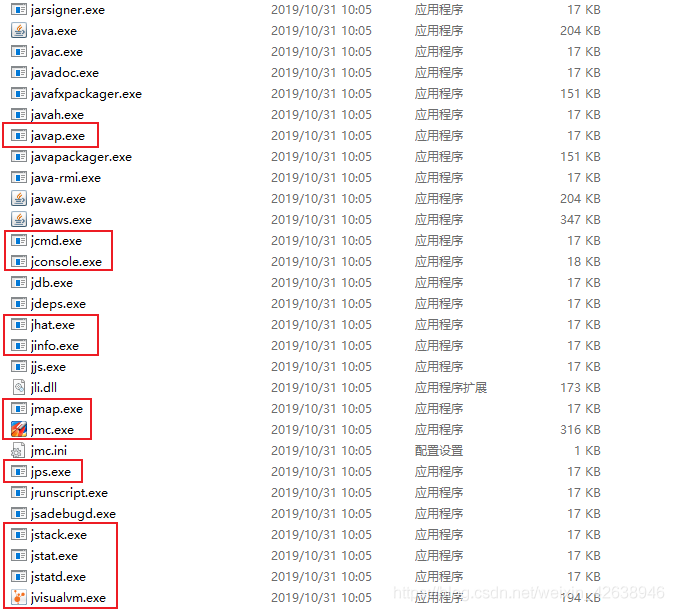 jarsigner.exe 2019/10/31 10:05 应用程序 17 KB
java.exe 2019/10/31 10:05 应用程序 204 KB
javac.exe 2019/10/31 10:05 应用程序 17 KB
javadoc.exe 2019/10/31 10:05 应用程序 17 KB
javafxpackager.exe 2019/10/31 10:05 应用程序 151 KB
javah.exe 2019/10/31 10:05 应用程序 17 KB
javap.exe 2019/10/31 10:05 应用程序 17 KB
javapackager.exe 2019/10/31 10:05 应用程序 151 KB
java-rmi.exe 2019/10/31 10:05 应用程序 17 KB
javaw.exe 2019/10/31 10:05 应用程序 204 KB
javaws.exe 2019/10/31 10:05 应用程序 347 KB
jcmd.exe 2019/10/31 10:05 应用程序 17 KB
jconsole.exe 2019/10/31 10:05 应用程序 18 KB
jdb.exe 2019/10/31 10:05 应用程序 17 KB
jdeps.exe 2019/10/31 10:05 应用程序 17 KB
jhat.exe 2019/10/31 10:05 应用程序 17 KB
jinfo.exe 2019/10/31 10:05 应用程序 17 KB
jjs.exe 2019/10/31 10:05 应用程序 17 KB
jli.dll 2019/10/31 10:05 应用程序扩展 173 KB
jmap.exe 2019/10/31 10:05 应用程序 17 KB
jmc.exe 2019/10/31 10:05 应用程序 316 KB
jmc.ini 2019/10/31 10:05 配置设置 1 KB
jps.exe 2019/10/31 10:05 应用程序 17 KB
jrunscript.exe 2019/10/31 10:05 应用程序 17 KB
jsadebugd.exe 2019/10/31 10:05 应用程序 17 KB
jstack.exe 2019/10/31 10:05 应用程序 17 KB
jstat.exe 2019/10/31 10:05 应用程序 17 KB
jstatd.exe 2019/10/31 10:05 应用程序 17 KB
jvisualvm.exe 2019/10/31 10:05 应用程序 194 KB